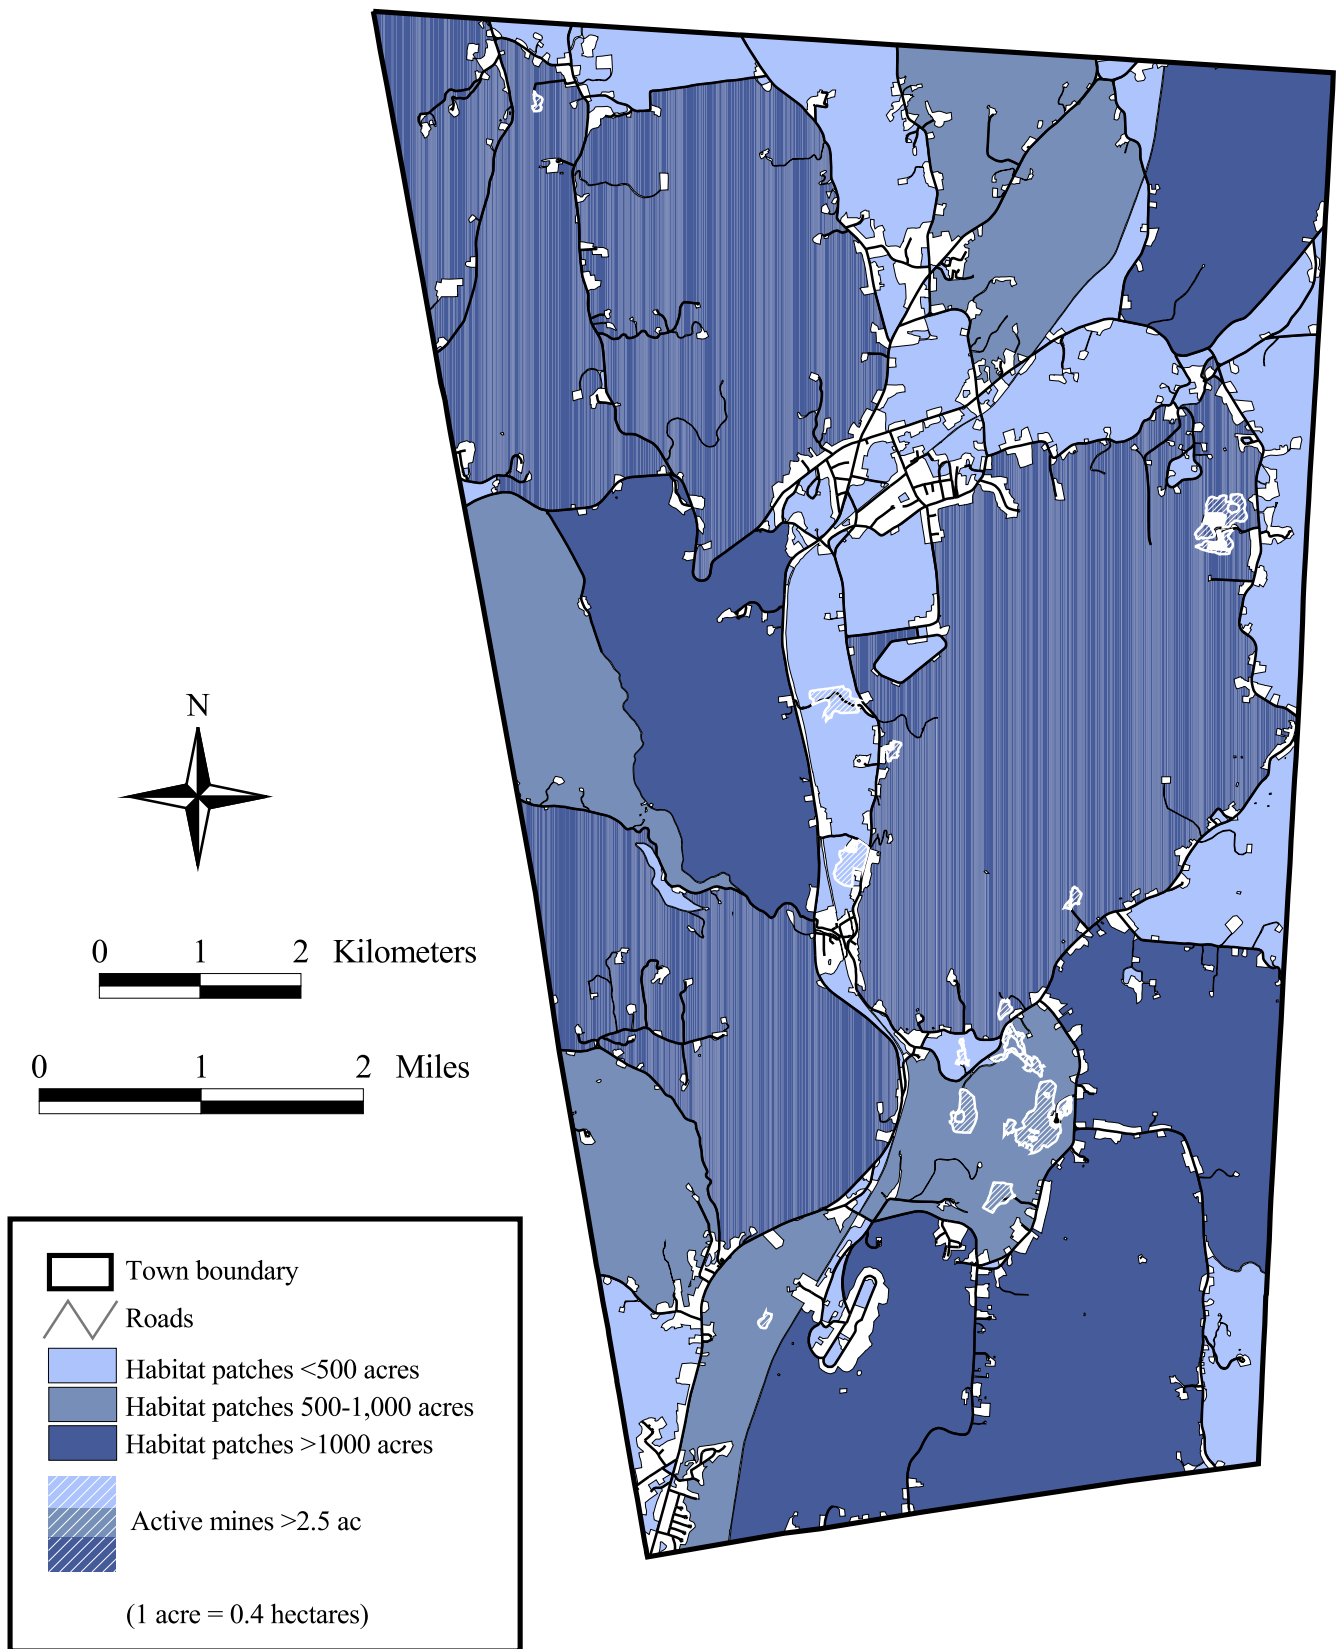 N
0 1 2 Kilometers
0 1 2 Miles
Town boundary
Roads
Habitat patches <500 acres
Habitat patches 500-1,000 acres
Habitat patches >1000 acres
Active mines >2.5 ac
(1 acre = 0.4 hectares)